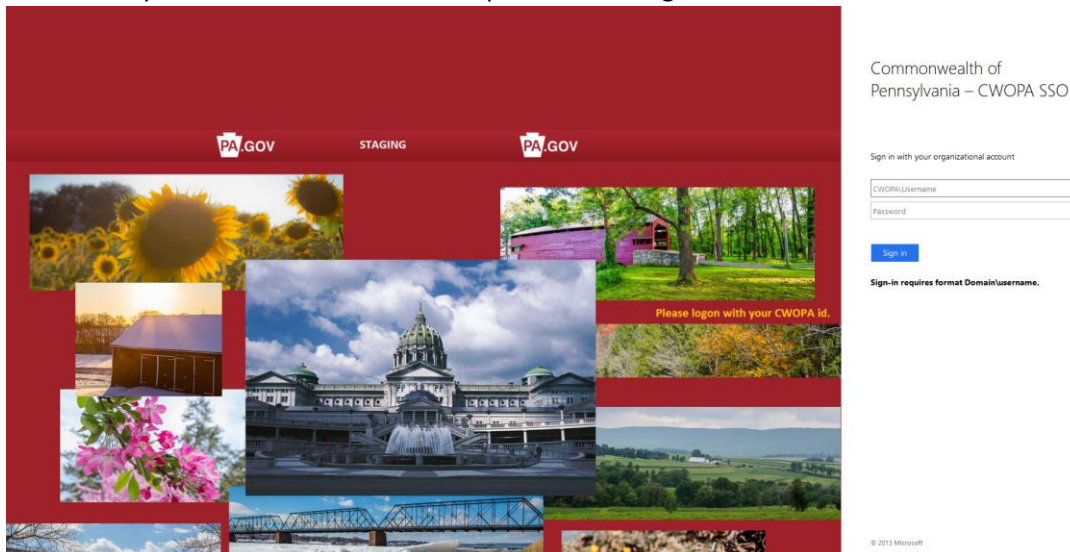 PA.GOV STAGING PA.GOV
Please logon with your CWOPA id.
Commonwealth of
Pennsylvania – CWOPA SSO
Sign in with your organizational account
CWOPA\Username
Password
Sign in
Sign-in requires format Domain\username.
© 2013 Microsoft